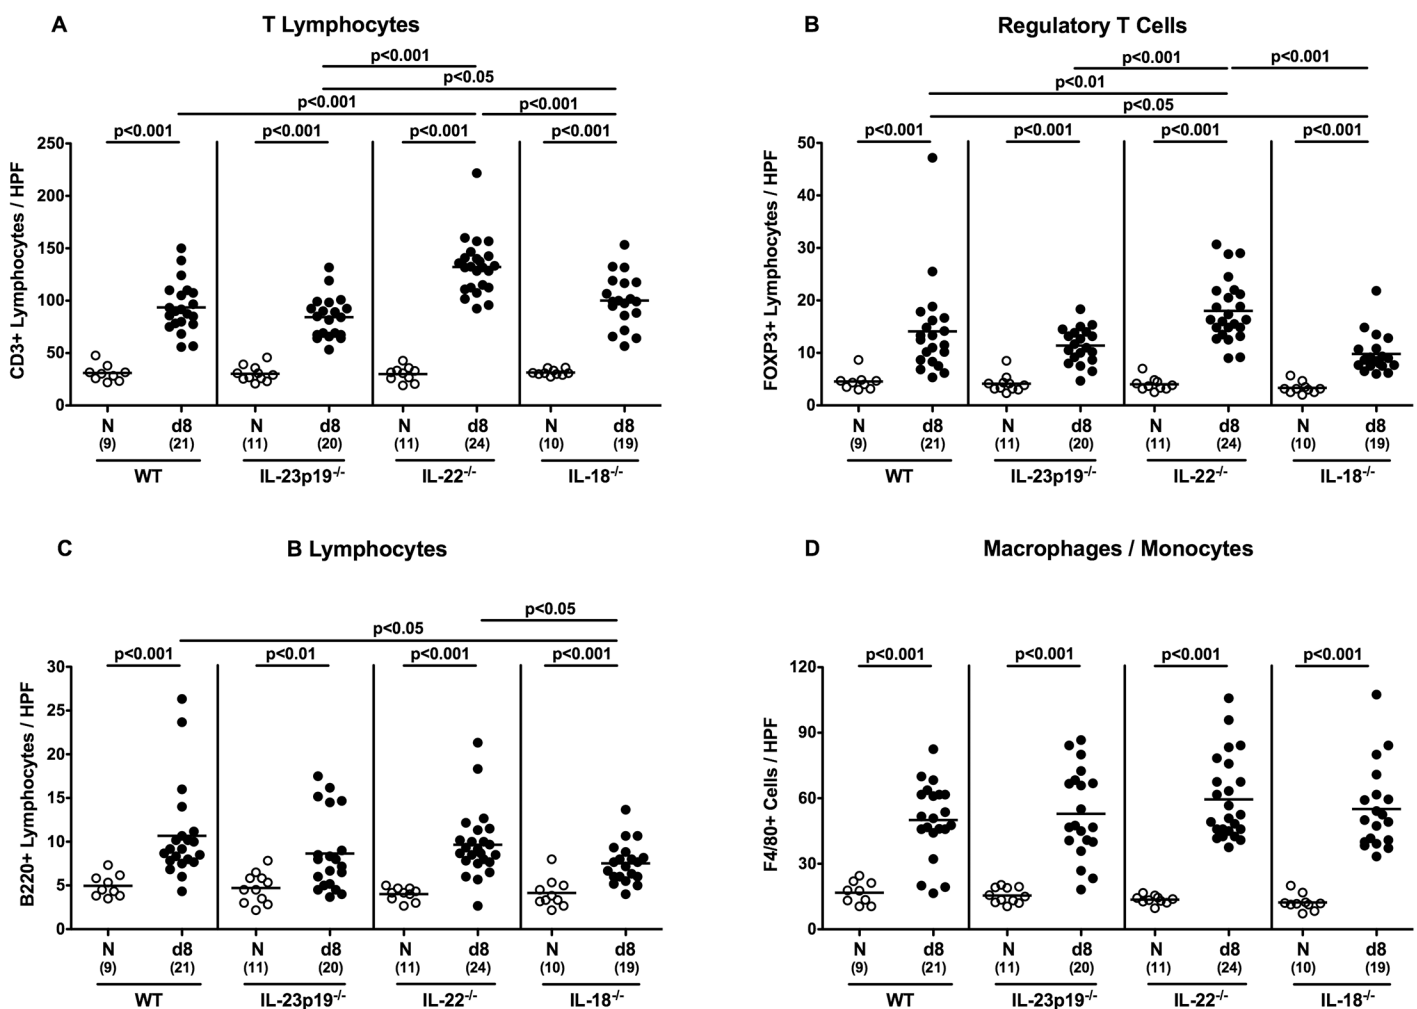 A T Lymphocytes
p<0.001
p<0.05
p<0.001 p<0.001
p<0.001 p<0.001 p<0.001 p<0.001
CD3+ Lymphocytes / HPF
250
200
150
100
50
0
N d8 N d8 N d8 N d8
(9) (21) (11) (20) (11) (24) (10) (19)
WT IL-23p19-/- IL-22-/- IL-18-/-
B Regulatory T Cells
p<0.001 p<0.001
p<0.01
p<0.05
p<0.001 p<0.001 p<0.001 p<0.001
FOXP3+ Lymphocytes / HPF
50
40
30
20
10
0
N d8 N d8 N d8 N d8
(9) (21) (11) (20) (11) (24) (10) (19)
WT IL-23p19-/- IL-22-/- IL-18-/-
C B Lymphocytes
p<0.05
p<0.05
p<0.001 p<0.01 p<0.001 p<0.001
B220+ Lymphocytes / HPF
30
25
20
15
10
5
0
N d8 N d8 N d8 N d8
(9) (21) (11) (20) (11) (24) (10) (19)
WT IL-23p19-/- IL-22-/- IL-18-/-
D Macrophages / Monocytes
p<0.001 p<0.001 p<0.001 p<0.001
F4/80+ Cells / HPF
120
90
60
30
0
N d8 N d8 N d8 N d8
(9) (21) (11) (20) (11) (24) (10) (19)
WT IL-23p19-/- IL-22-/- IL-18-/-